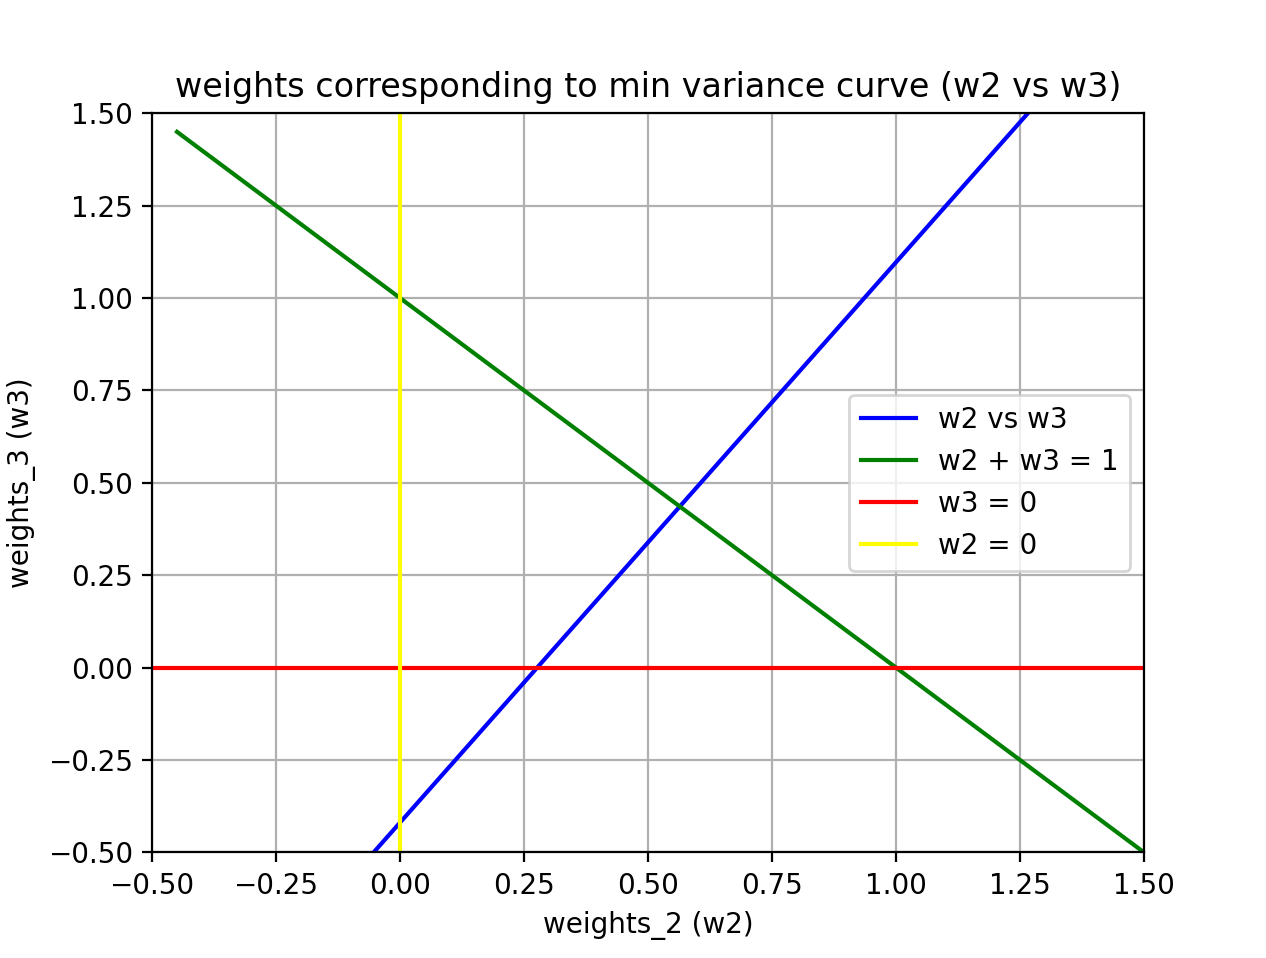 weights corresponding to min variance curve (w2 vs w3)
1.50
1.25
1.00
0.75
0.50
0.25
0.00
−0.25
−0.50
weights_3 (w3)
w2 vs w3
w2 + w3 = 1
w3 = 0
w2 = 0
−0.50 −0.25 0.00 0.25 0.50 0.75 1.00 1.25 1.50
weights_2 (w2)